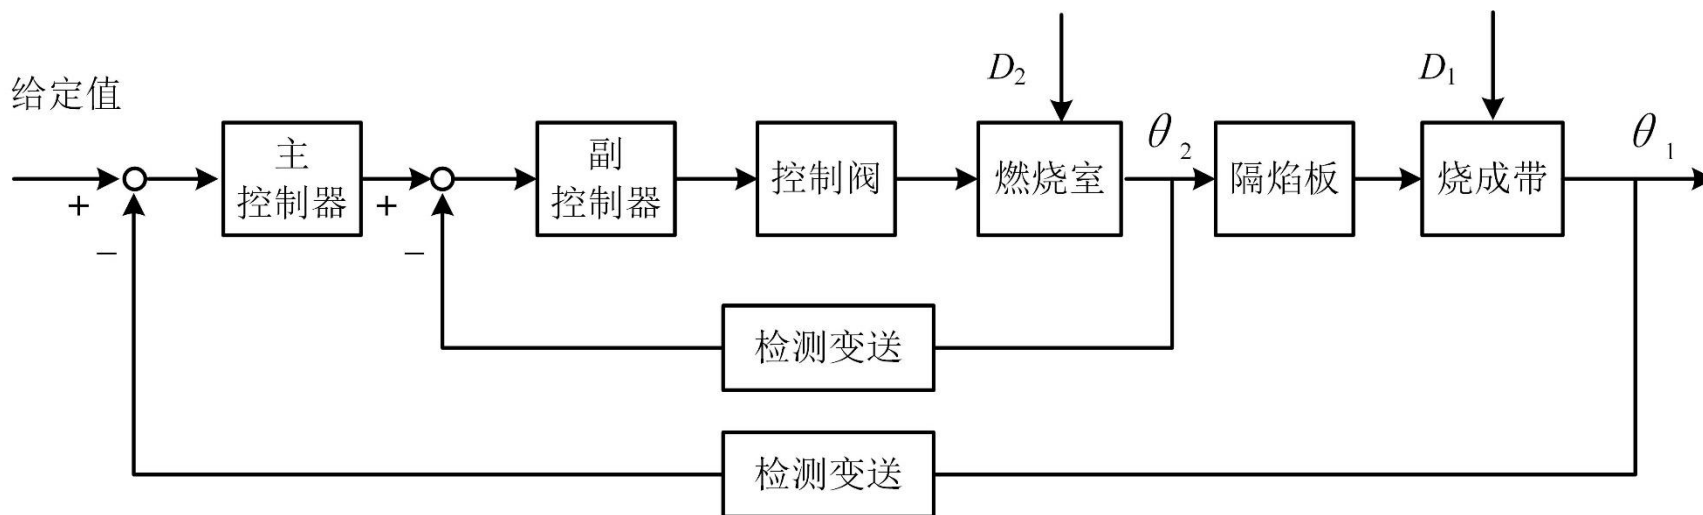 给定值
D₂
D₁
主
控制器
副
控制器
控制阀
燃烧室
θ₂
隔焰板
烧成带
θ₁
+
−
+
−
检测变送
检测变送